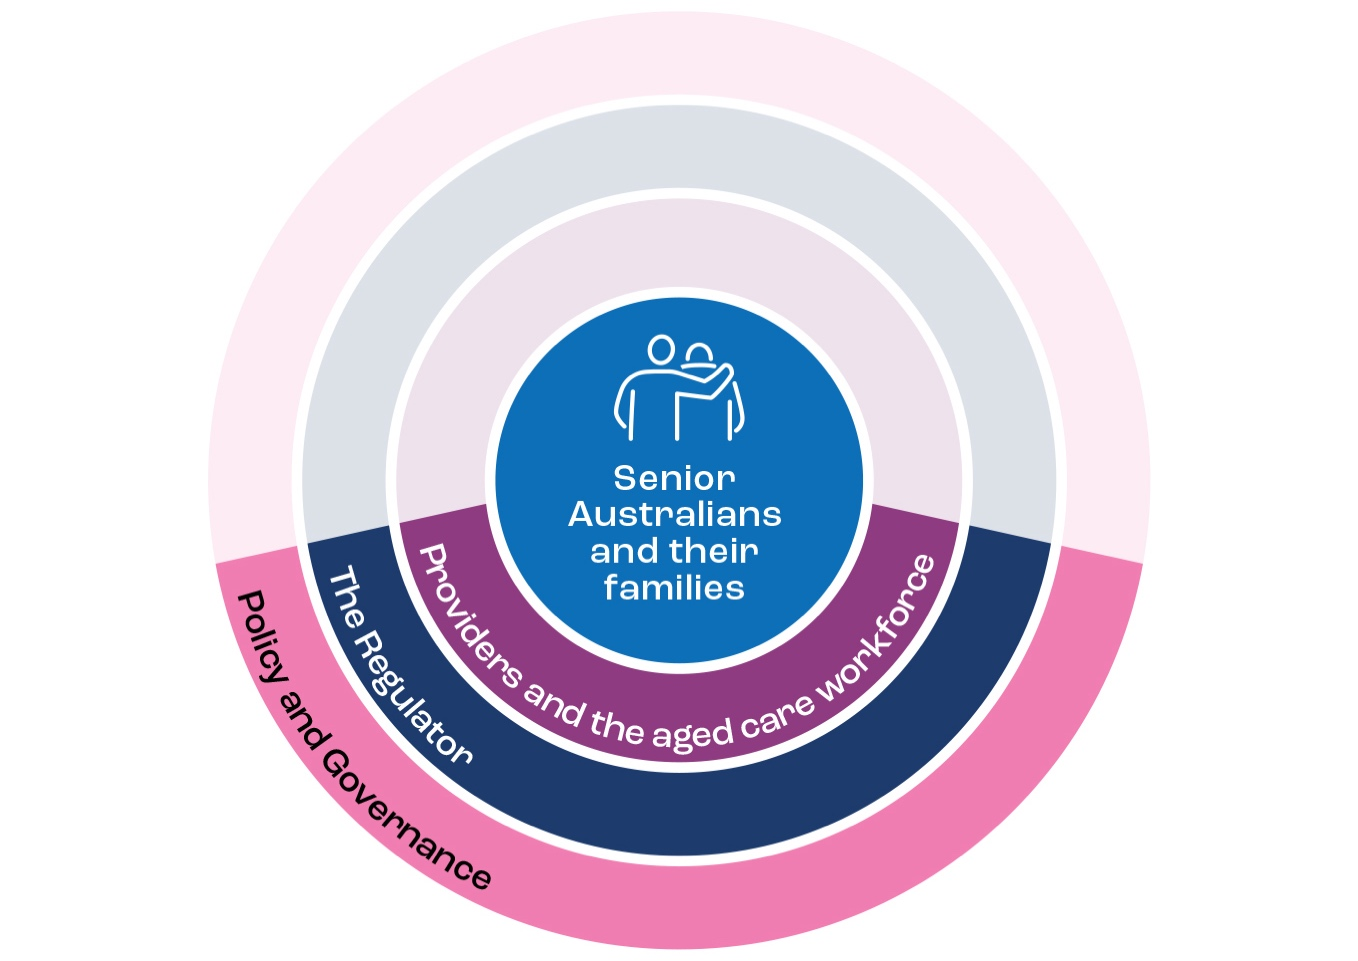 Senior
Australians
and their
families
Providers and the aged care workforce
The Regulator
Policy and Governance